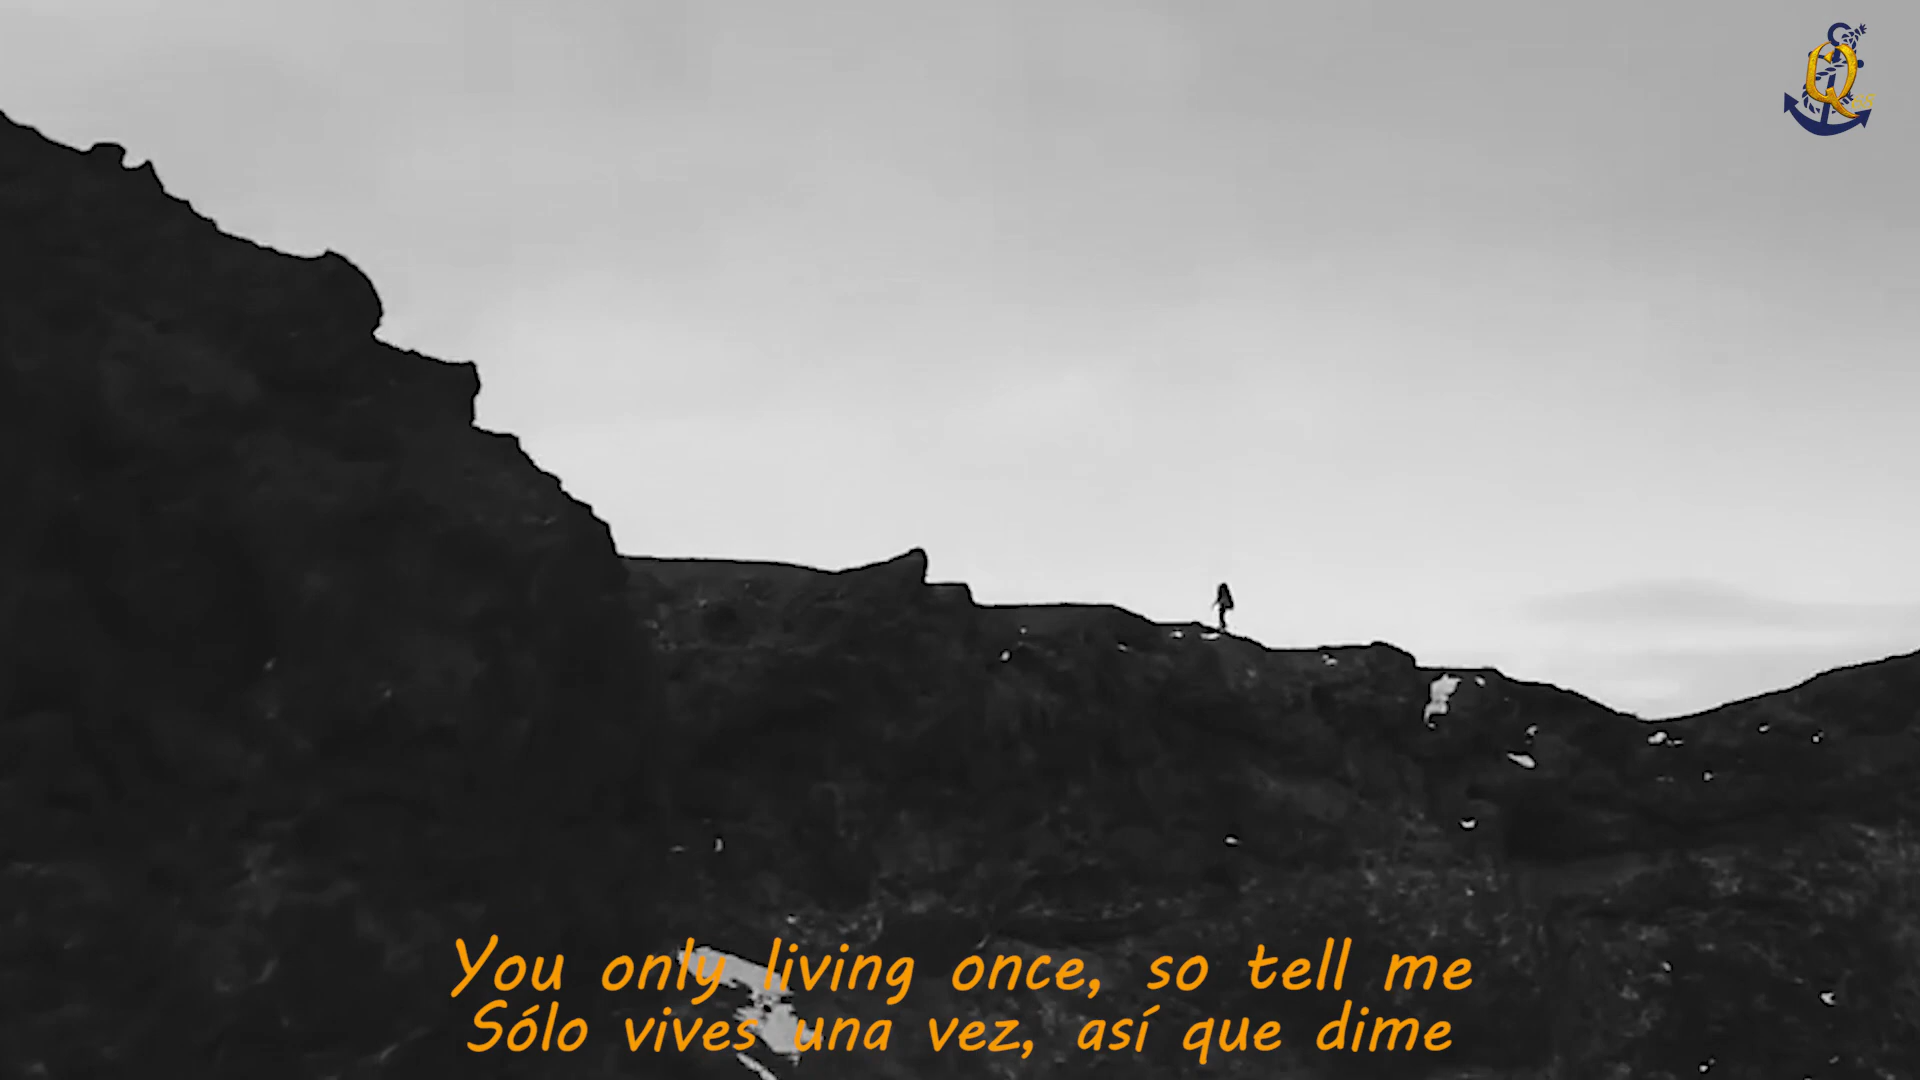 Q
You only living once, so tell me
Sólo vives una vez, así que dime